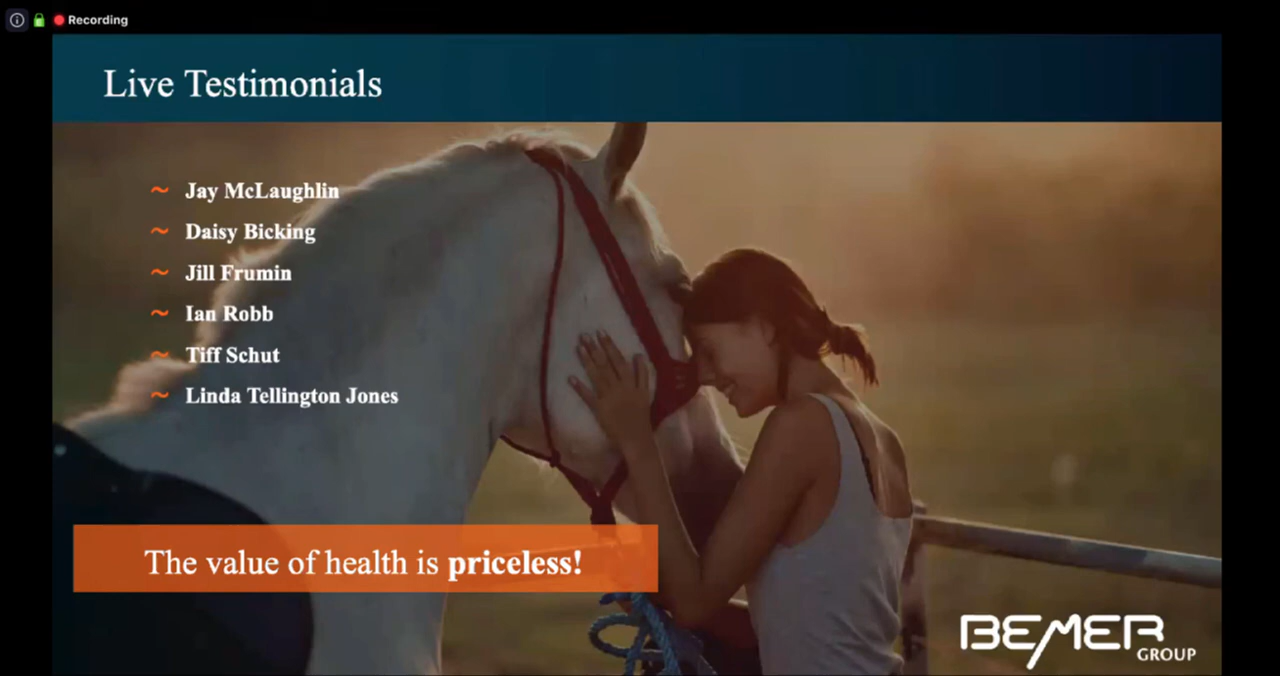 Recording
Live Testimonials
~ Jay McLaughlin
~ Daisy Bicking
~ Jill Frumin
~ Ian Robb
~ Tiff Schut
~ Linda Tellington Jones
The value of health is priceless!
BEMER
GROUP